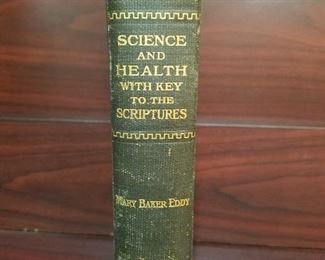 SCIENCE
AND
HEALTH
WITH KEY
TO THE
SCRIPTURES
MARY BAKER EDDY